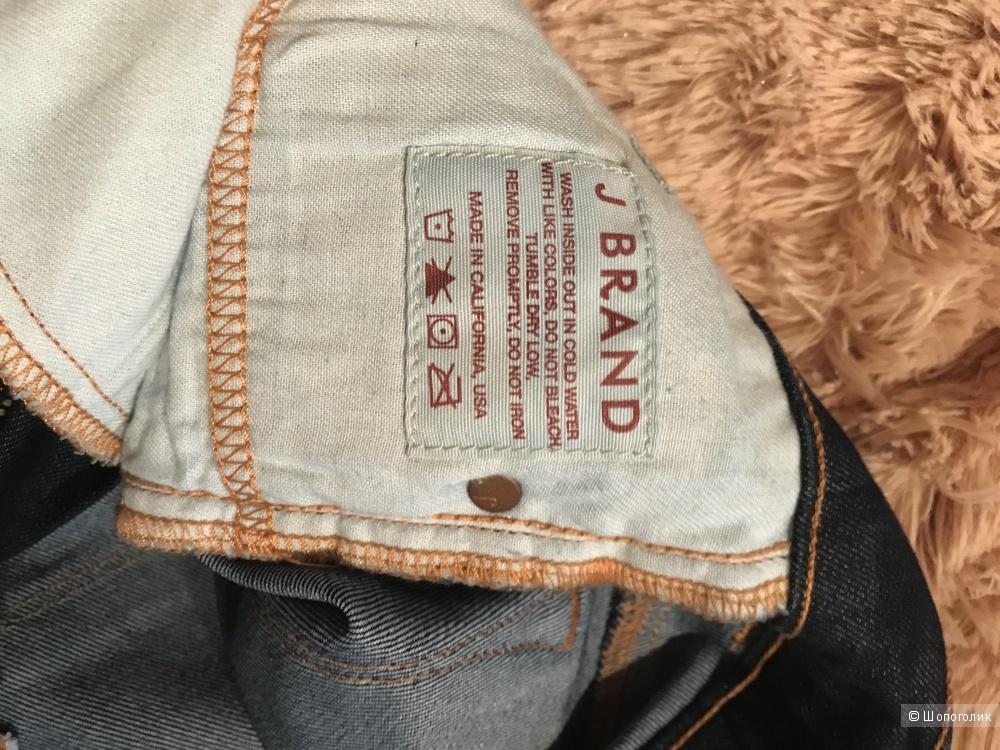 J BRAND
WASH INSIDE OUT IN COLD WATER
WITH LIKE COLORS, DO NOT BLEACH,
TUMBLE DRY LOW,
REMOVE PROMPTLY, DO NOT IRON
MADE IN CALIFORNIA, USA
© Шопоголик